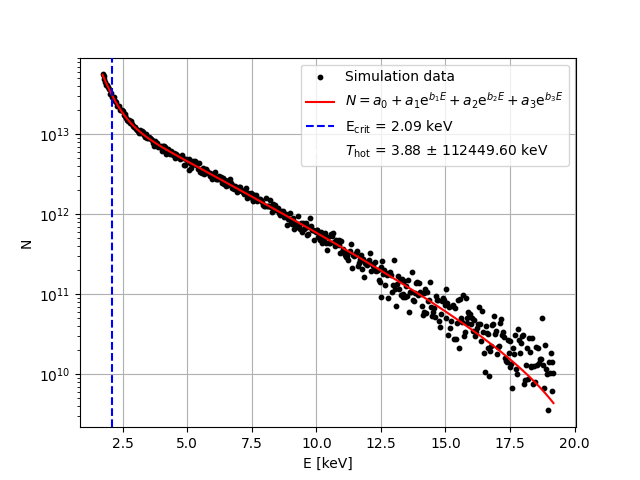 Simulation data
N = a₀ + a₁e^{b₁E} + a₂e^{b₂E} + a₃e^{b₃E}
E_crit = 2.09 keV
T_hot = 3.88 ± 112449.60 keV
10¹³
10¹²
10¹¹
10¹⁰
N
2.5 5.0 7.5 10.0 12.5 15.0 17.5 20.0
E [keV]